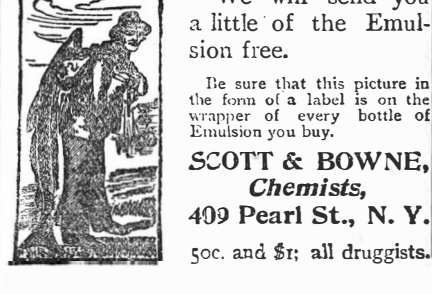 We will send you
a little of the Emul-
sion free.
Be sure that this picture in
the form of a label is on the
wrapper of every bottle of
Emulsion you buy.
SCOTT & BOWNE,
Chemists,
409 Pearl St., N. Y.
50c. and $1; all druggists.